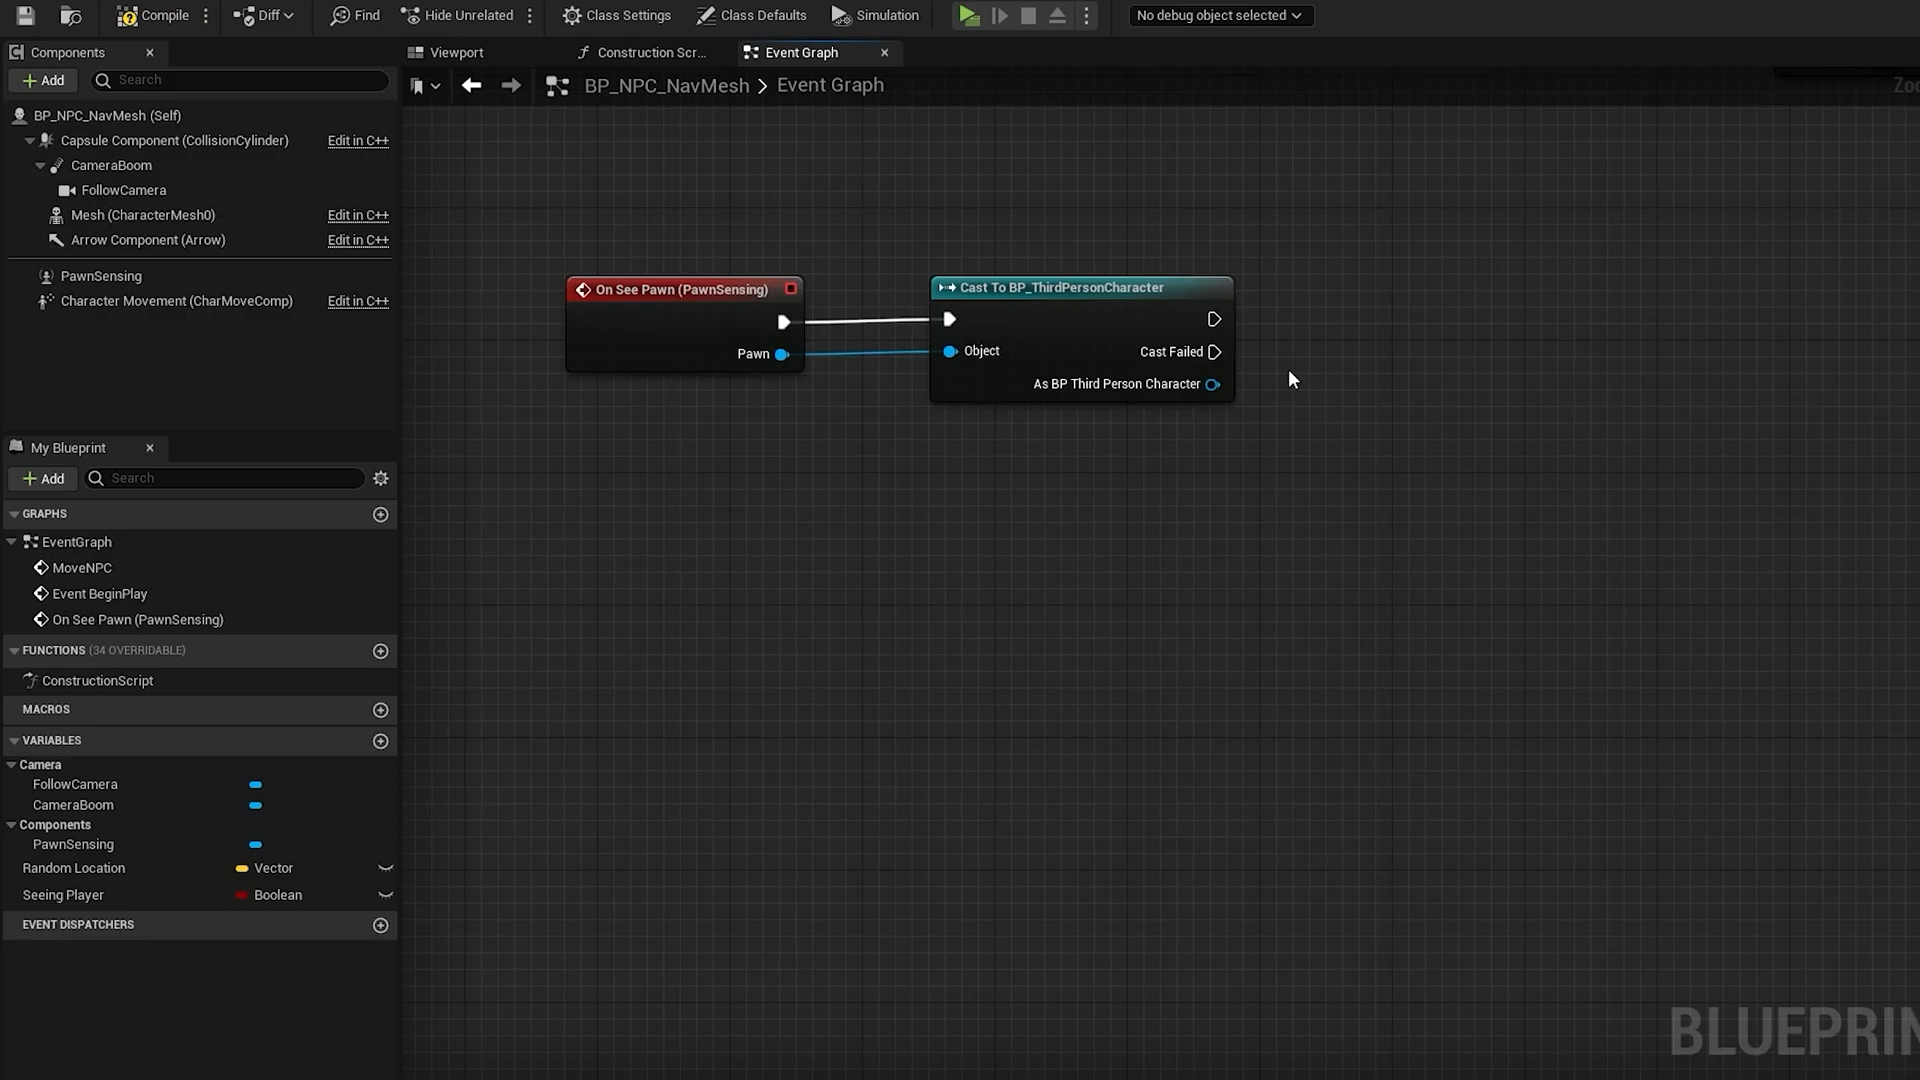 Compile
Diff
Find
Hide Unrelated
Class Settings
Class Defaults
Simulation
No debug object selected
Components
Viewport
Construction Scr...
Event Graph
Add
Search
BP_NPC_NavMesh > Event Graph
Zoo
BP_NPC_NavMesh (Self)
Capsule Component (CollisionCylinder) Edit in C++
CameraBoom
FollowCamera
Mesh (CharacterMesh0) Edit in C++
Arrow Component (Arrow) Edit in C++
PawnSensing
Character Movement (CharMoveComp) Edit in C++
On See Pawn (PawnSensing)
Pawn
Cast To BP_ThirdPersonCharacter
Object
Cast Failed
As BP Third Person Character
My Blueprint
Add
Search
GRAPHS
EventGraph
MoveNPC
Event BeginPlay
On See Pawn (PawnSensing)
FUNCTIONS (34 OVERRIDABLE)
ConstructionScript
MACROS
VARIABLES
Camera
FollowCamera
CameraBoom
Components
PawnSensing
Random Location Vector
Seeing Player Boolean
EVENT DISPATCHERS
BLUEPRIN